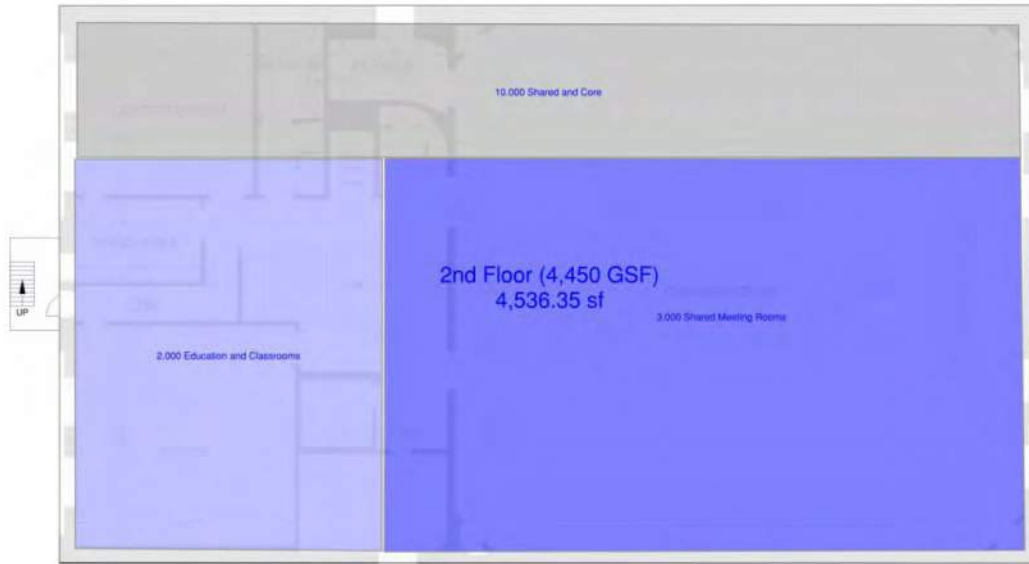 10.000 Shared and Core
2nd Floor (4,450 GSF)
4,536.35 sf
3.000 Shared Meeting Rooms
UP
2.000 Education and Classrooms